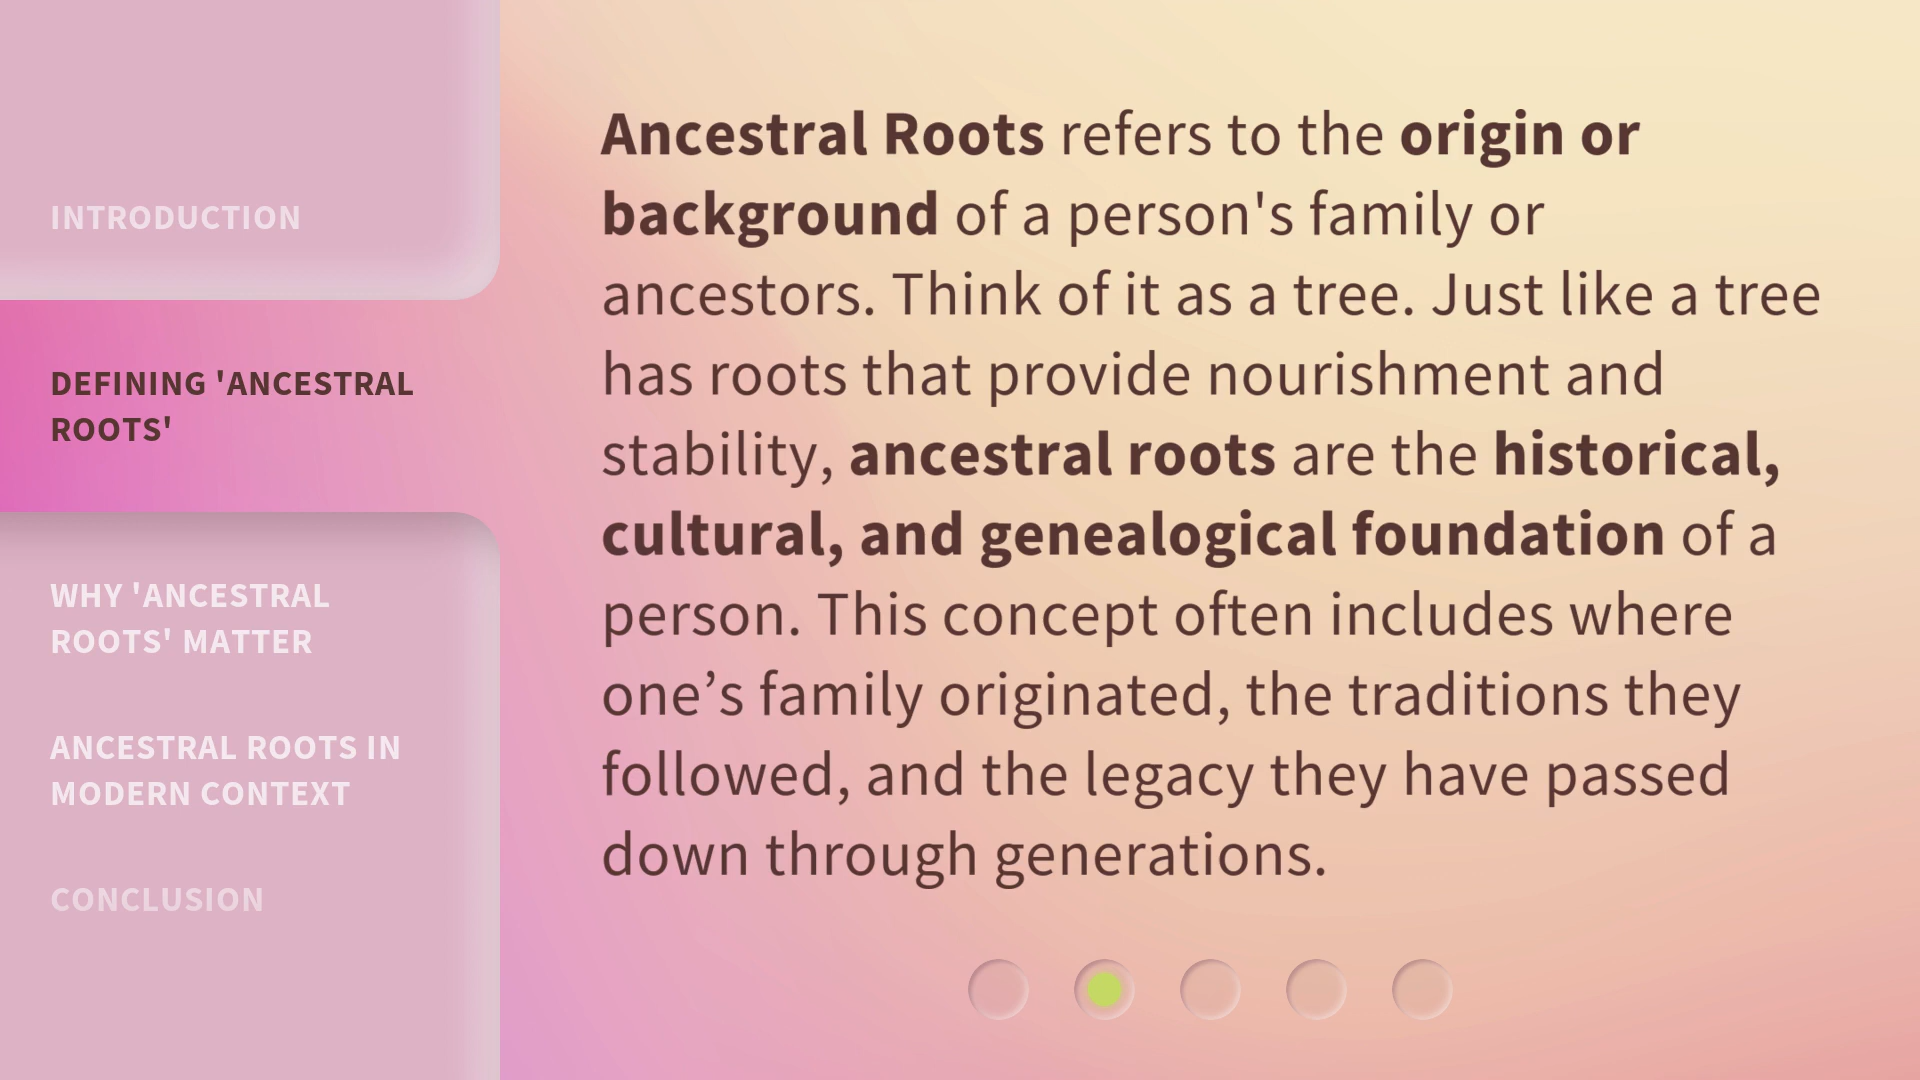 INTRODUCTION
DEFINING 'ANCESTRAL
ROOTS'
WHY 'ANCESTRAL
ROOTS' MATTER
ANCESTRAL ROOTS IN
MODERN CONTEXT
CONCLUSION
Ancestral Roots refers to the origin or
background of a person's family or
ancestors. Think of it as a tree. Just like a tree
has roots that provide nourishment and
stability, ancestral roots are the historical,
cultural, and genealogical foundation of a
person. This concept often includes where
one’s family originated, the traditions they
followed, and the legacy they have passed
down through generations.